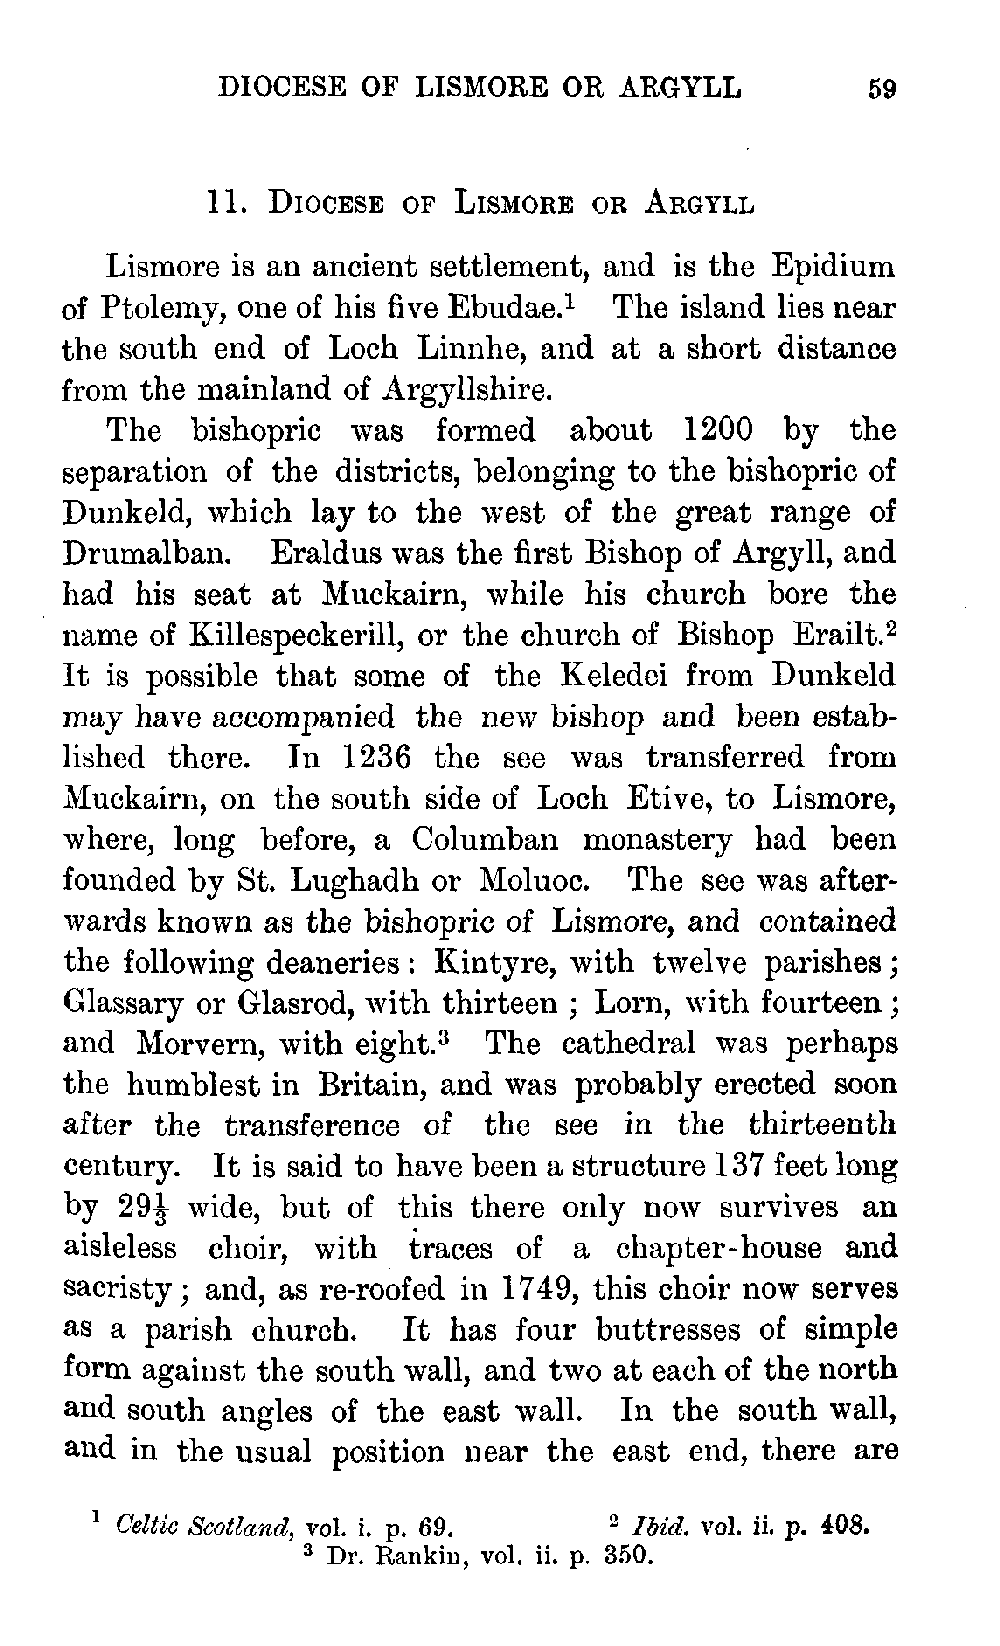 DIOCESE OF LISMORE OR ARGYLL 59
11. DIOCESE OF LISMORE OR ARGYLL
Lismore is an ancient settlement, and is the Epidium
of Ptolemy, one of his five Ebudae.¹ The island lies near
the south end of Loch Linnhe, and at a short distance
from the mainland of Argyllshire.
The bishopric was formed about 1200 by the
separation of the districts, belonging to the bishopric of
Dunkeld, which lay to the west of the great range of
Drumalban. Eraldus was the first Bishop of Argyll, and
had his seat at Muckairn, while his church bore the
name of Killespeckerill, or the church of Bishop Erailt.²
It is possible that some of the Keledei from Dunkeld
may have accompanied the new bishop and been estab-
lished there. In 1236 the see was transferred from
Muckairn, on the south side of Loch Etive, to Lismore,
where, long before, a Columban monastery had been
founded by St. Lughadh or Moluoc. The see was after-
wards known as the bishopric of Lismore, and contained
the following deaneries : Kintyre, with twelve parishes ;
Glassary or Glasrod, with thirteen ; Lorn, with fourteen ;
and Morvern, with eight.³ The cathedral was perhaps
the humblest in Britain, and was probably erected soon
after the transference of the see in the thirteenth
century. It is said to have been a structure 137 feet long
by 29⅓ wide, but of this there only now survives an
aisleless choir, with traces of a chapter-house and
sacristy ; and, as re-roofed in 1749, this choir now serves
as a parish church. It has four buttresses of simple
form against the south wall, and two at each of the north
and south angles of the east wall. In the south wall,
and in the usual position near the east end, there are
¹ Celtic Scotland, vol. i. p. 69. ² Ibid. vol. ii. p. 408.
³ Dr. Rankin, vol. ii. p. 350.